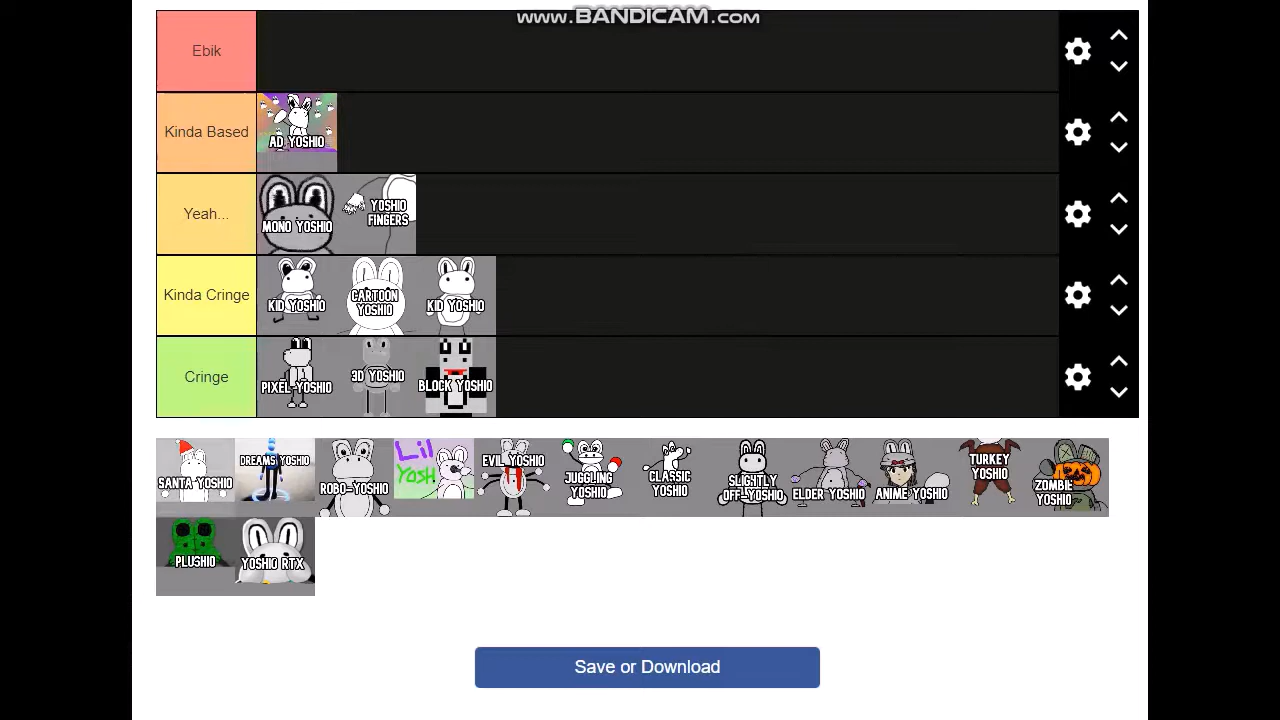 www.BANDICAM.com
Ebik
Kinda Based
AD YOSHIO
Yeah...
MONO YOSHIO
YOSHIO
FINGERS
Kinda Cringe
KID YOSHIO
CARTOON
YOSHIO
KID YOSHIO
Cringe
PIXEL YOSHIO
3D YOSHIO
BLOCK YOSHIO
SANTA YOSHIO
DREAMS YOSHIO
ROBO-YOSHIO
Lil
YOSH
EVIL YOSHIO
JUGGLING
YOSHIO
CLASSIC
YOSHIO
SLIGHTLY
OFF-YOSHIO
ELDER YOSHIO
ANIME YOSHIO
TURKEY
YOSHIO
ZOMBIE
YOSHIO
PLUSHIO
YOSHIO RTX
Save or Download